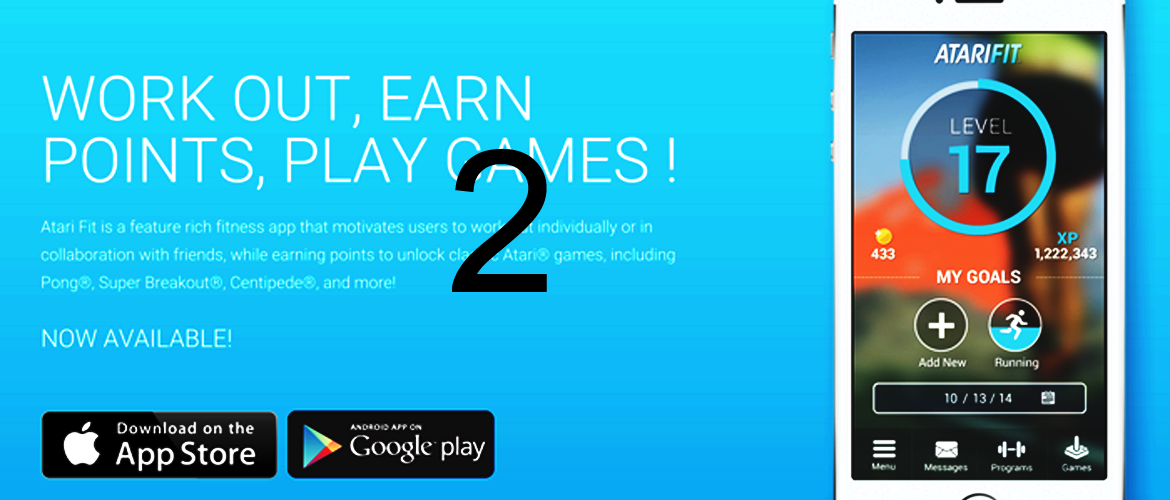 WORK OUT, EARN
POINTS, PLAY GAMES !
2
Atari Fit is a feature rich fitness app that motivates users to work out individually or in
collaboration with friends, while earning points to unlock classic Atari® games, including
Pong®, Super Breakout®, Centipede®, and more!
NOW AVAILABLE!
Download on the
App Store
ANDROID APP ON
Google play
ATARIFIT
LEVEL
17
433
XP
1,222,343
MY GOALS
Add New
Running
10 / 13 / 14
Menu
Messages
Programs
Games